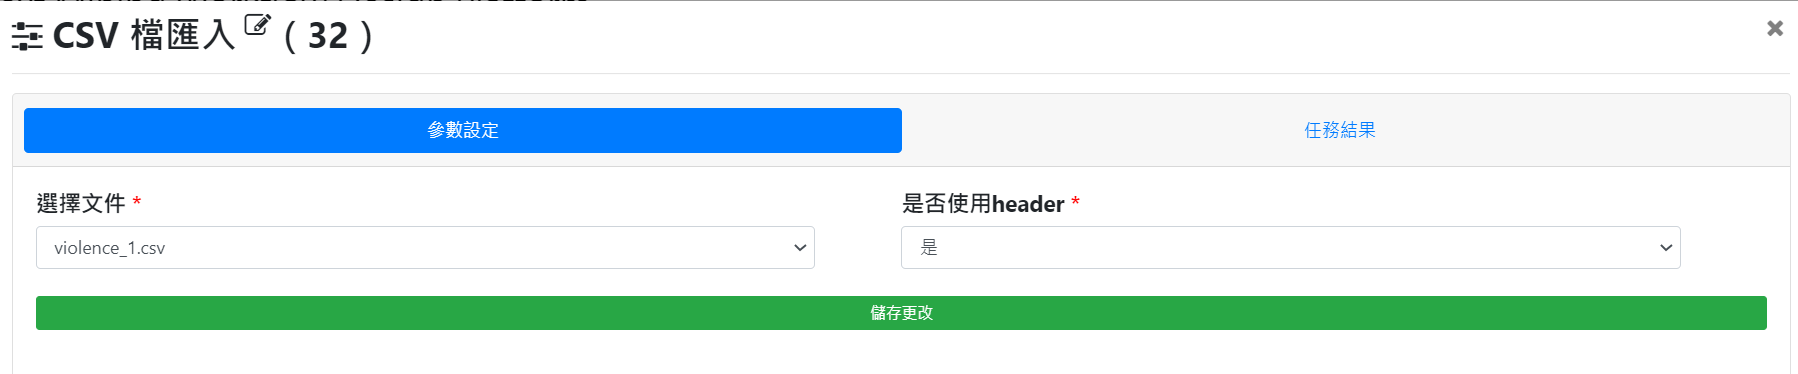 CSV 檔匯入 ( 32 )
參數設定 任務結果
選擇文件 * 是否使用header *
violence_1.csv 是
儲存更改